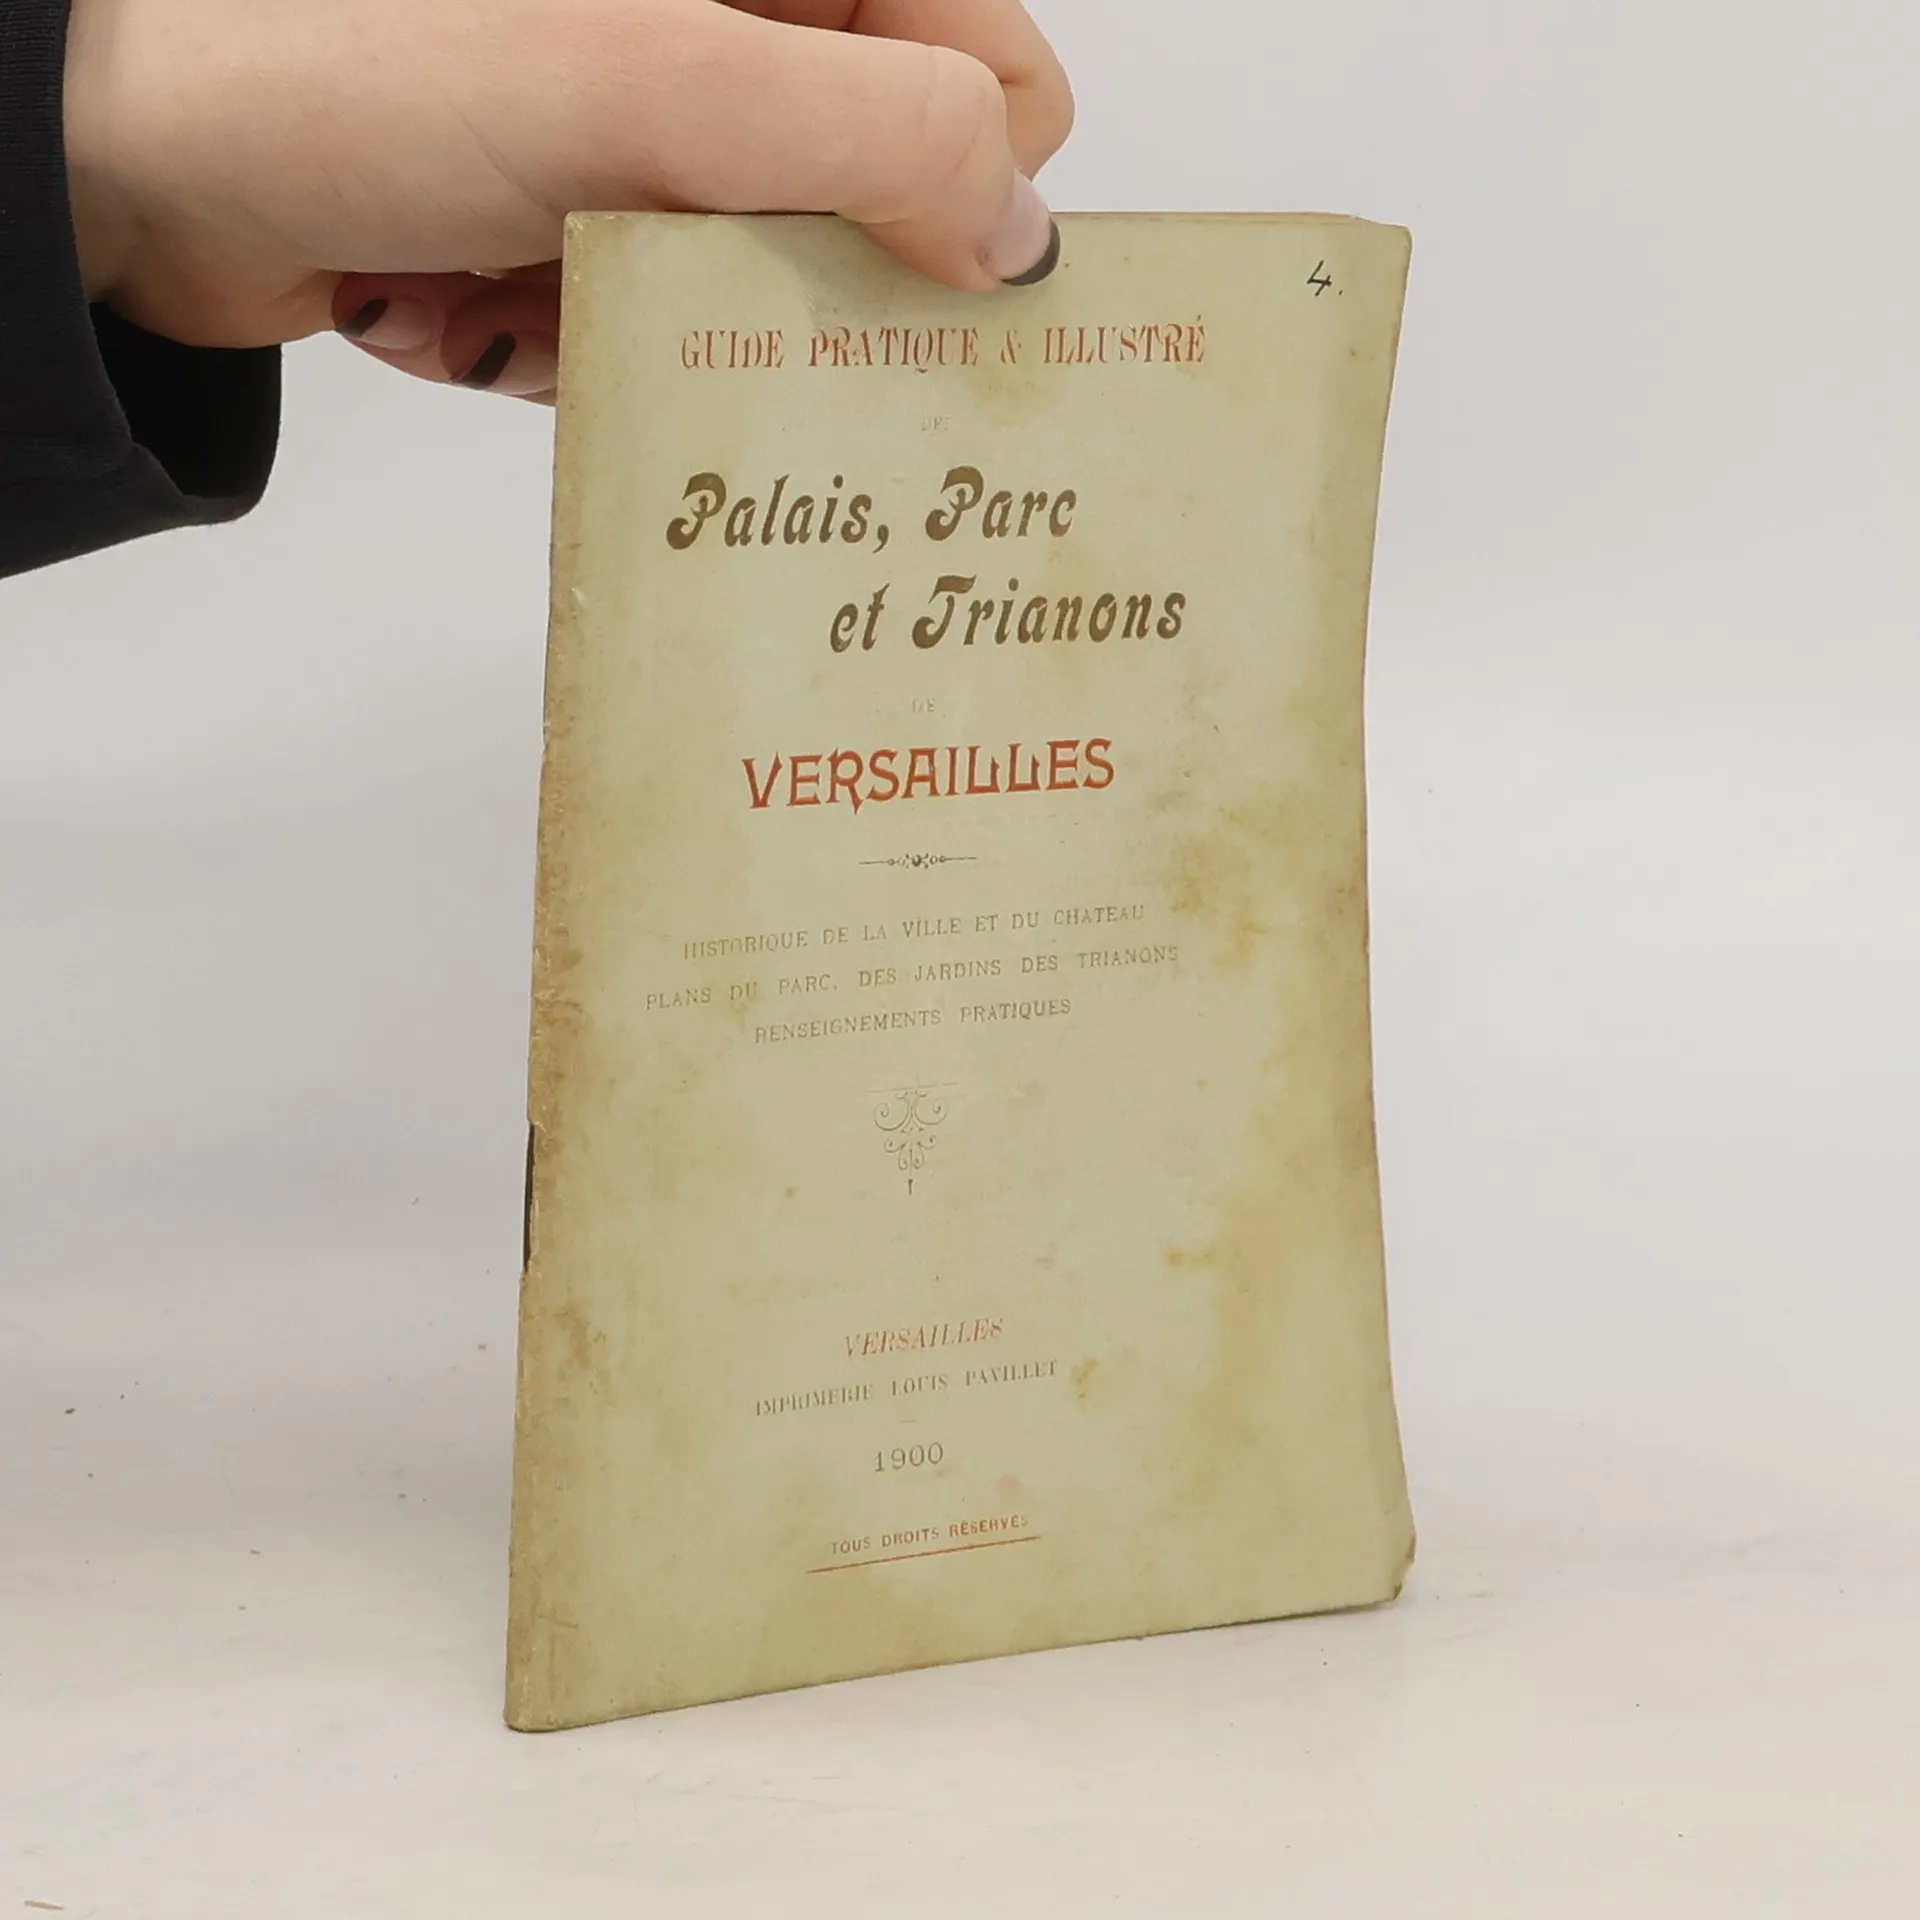 4.
GUIDE PRATIQUE & ILLUSTRÉ
DES
Palais, Parc
et Trianons
DE
VERSAILLES
HISTORIQUE DE LA VILLE ET DU CHATEAU
PLANS DU PARC, DES JARDINS DES TRIANONS
RENSEIGNEMENTS PRATIQUES
VERSAILLES
IMPRIMERIE LOUIS PAVILLET
1900
TOUS DROITS RÉSERVÉS